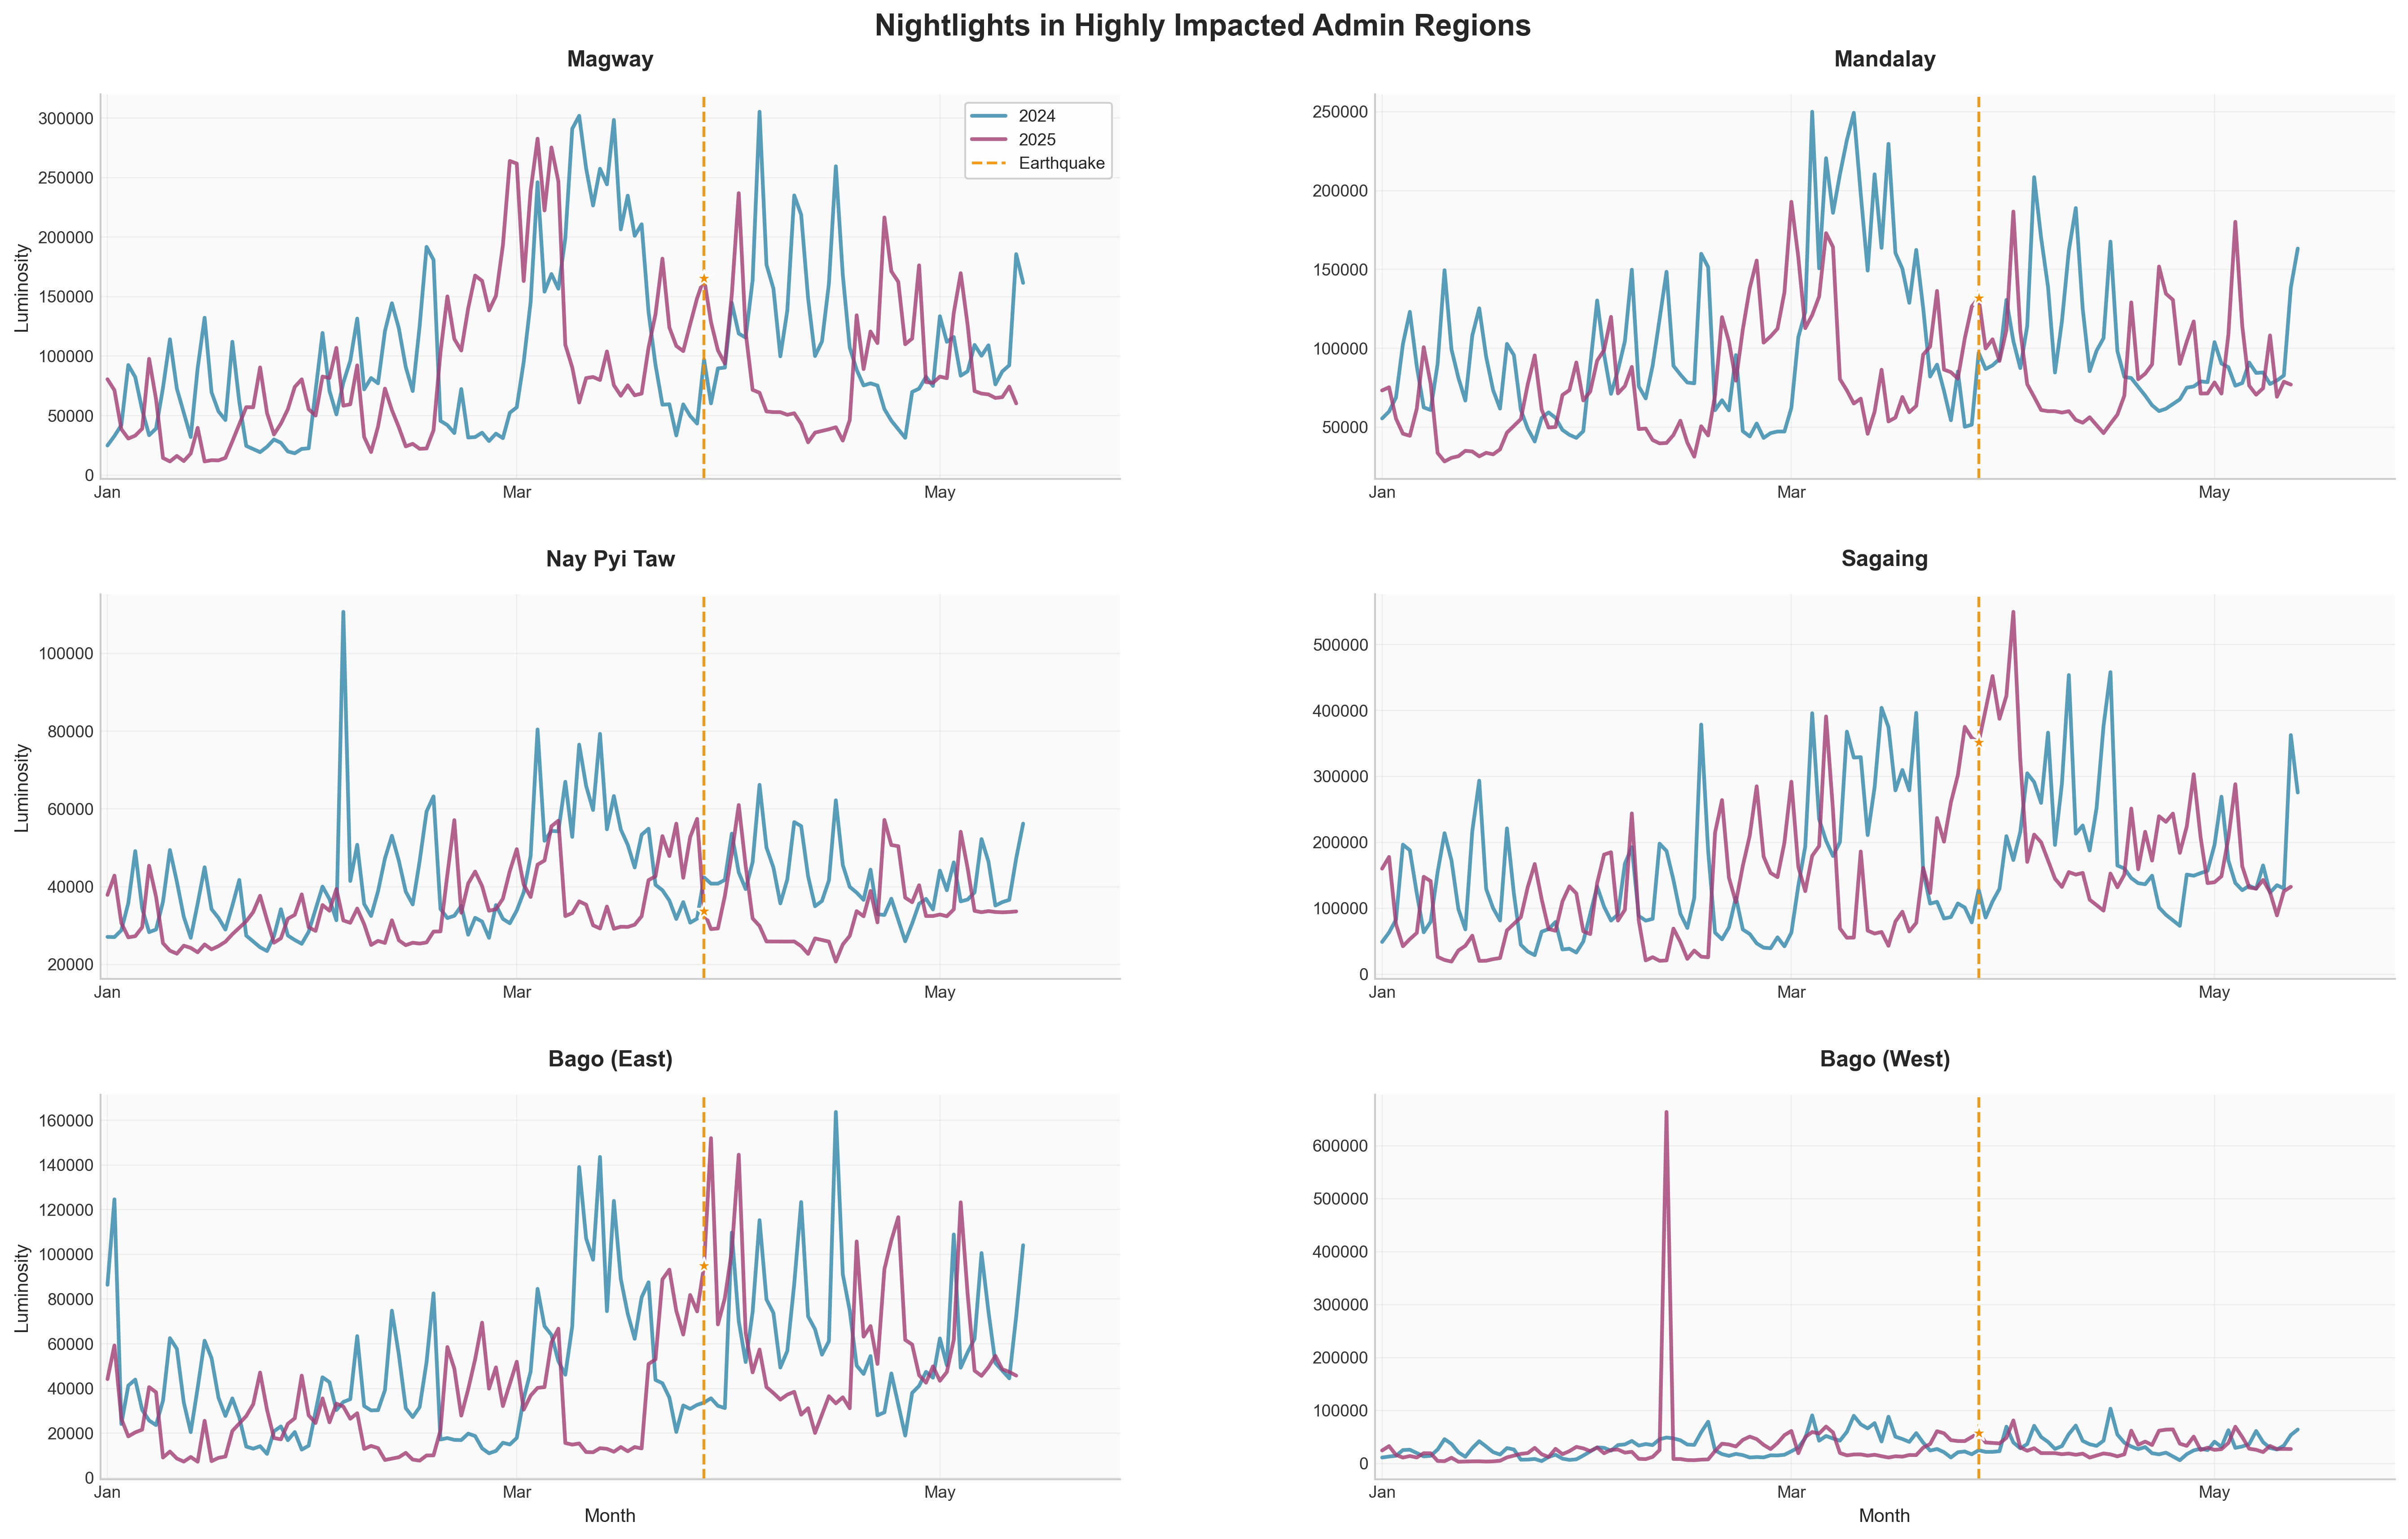 Nightlights in Highly Impacted Admin Regions
Magway
Luminosity
300000
250000
200000
150000
100000
50000
0
Jan
Mar
May
2024
2025
Earthquake
Mandalay
250000
200000
150000
100000
50000
Jan
Mar
May
Nay Pyi Taw
Luminosity
100000
80000
60000
40000
20000
Jan
Mar
May
Sagaing
500000
400000
300000
200000
100000
0
Jan
Mar
May
Bago (East)
Luminosity
160000
140000
120000
100000
80000
60000
40000
20000
0
Jan
Mar
May
Month
Bago (West)
600000
500000
400000
300000
200000
100000
0
Jan
Mar
May
Month